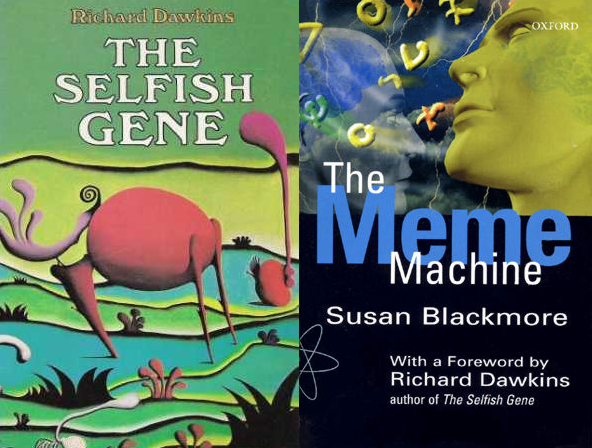 Richard Dawkins
THE
SELFISH
GENE
OXFORD
The
Meme
Machine
Susan Blackmore
With a Foreword by
Richard Dawkins
author of The Selfish Gene